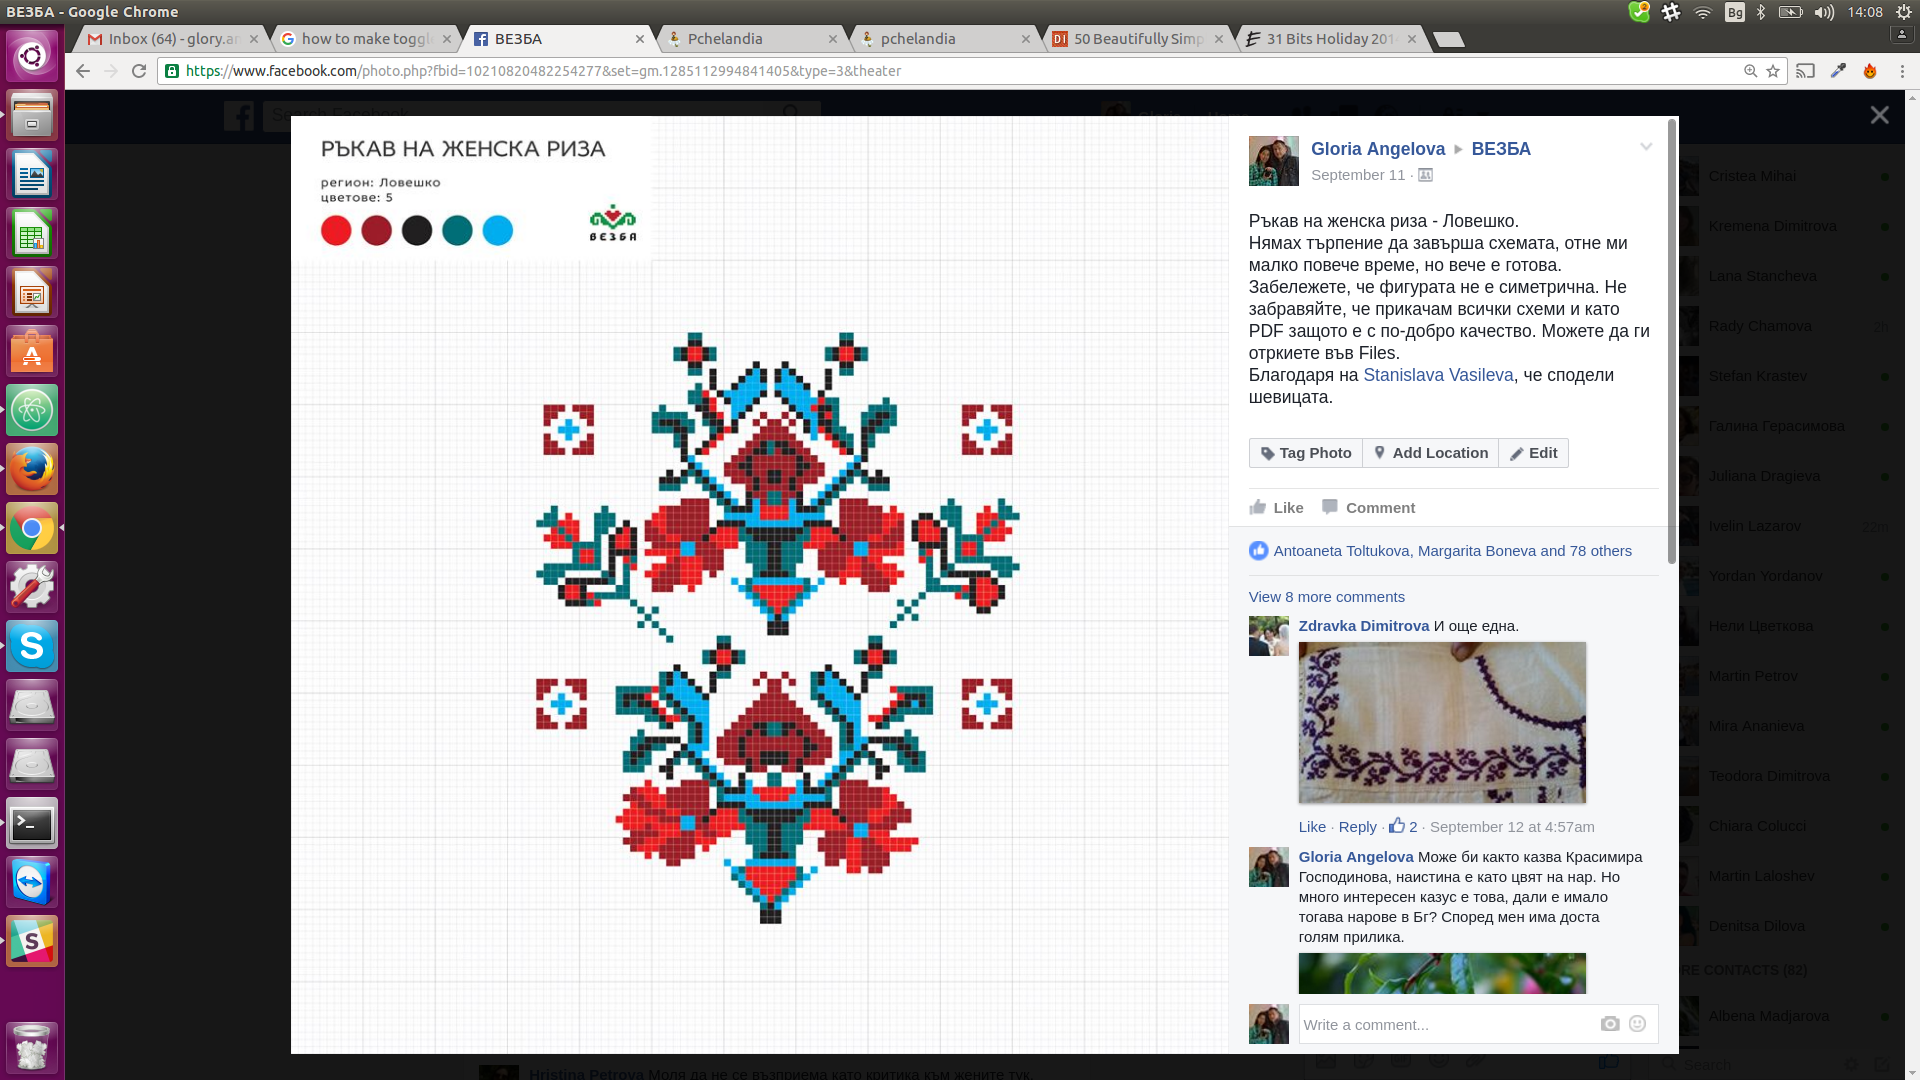 ВЕЗБА - Google Chrome
Bg
14:08
Inbox (64) - glory.an
how to make toggle
ВЕЗБА
Pchelandia
pchelandia
50 Beautifully Simp
31 Bits Holiday 201
https://www.facebook.com/photo.php?fbid=10210820482254277&set=gm.1285112994841405&type=3&theater
Search Facebook
РЪКАВ НА ЖЕНСКА РИЗА
регион: Ловешко
цветове: 5
ВЕЗБА
Gloria Angelova ВЕЗБА
September 11 ·
Ръкав на женска риза - Ловешко.
Нямах търпение да завърша схемата, отне ми
малко повече време, но вече е готова.
Забележете, че фигурата не е симетрична. Не
забравяйте, че прикачам всички схеми и като
PDF защото е с по-добро качество. Можете да ги
откриете във Files.
Благодаря на Stanislava Vasileva, че сподели
шевицата.
Tag Photo
Add Location
Edit
Like
Comment
Antoaneta Toltukova, Margarita Boneva and 78 others
View 8 more comments
Zdravka Dimitrova И още една.
Like · Reply · 2 · September 12 at 4:57am
Gloria Angelova Може би както казва Красимира
Господинова, наистина е като цвят на нар. Но
много интересен казус е това, дали е имало
тогава нарове в Бг? Според мен има доста
голям прилика.
Write a comment...
Cristea Mihai
Kremena Dimitrova
Lana Stancheva
Rady Chamova 2h
Stefan Krastev
Галина Герасимова
Juliana Dragieva
Ivelin Lazarov 22m
Yordan Yordanov
Нели Цветкова
Martin Petrov
Mira Ananieva
Teodora Dimitrova
Chiara Colucci
Martin Laloshev
Denitsa Dilova
RE CONTACTS (82)
Albena Madjarova
Search
Hristina Petrova Моля да не се възприема като критика към жените тук,